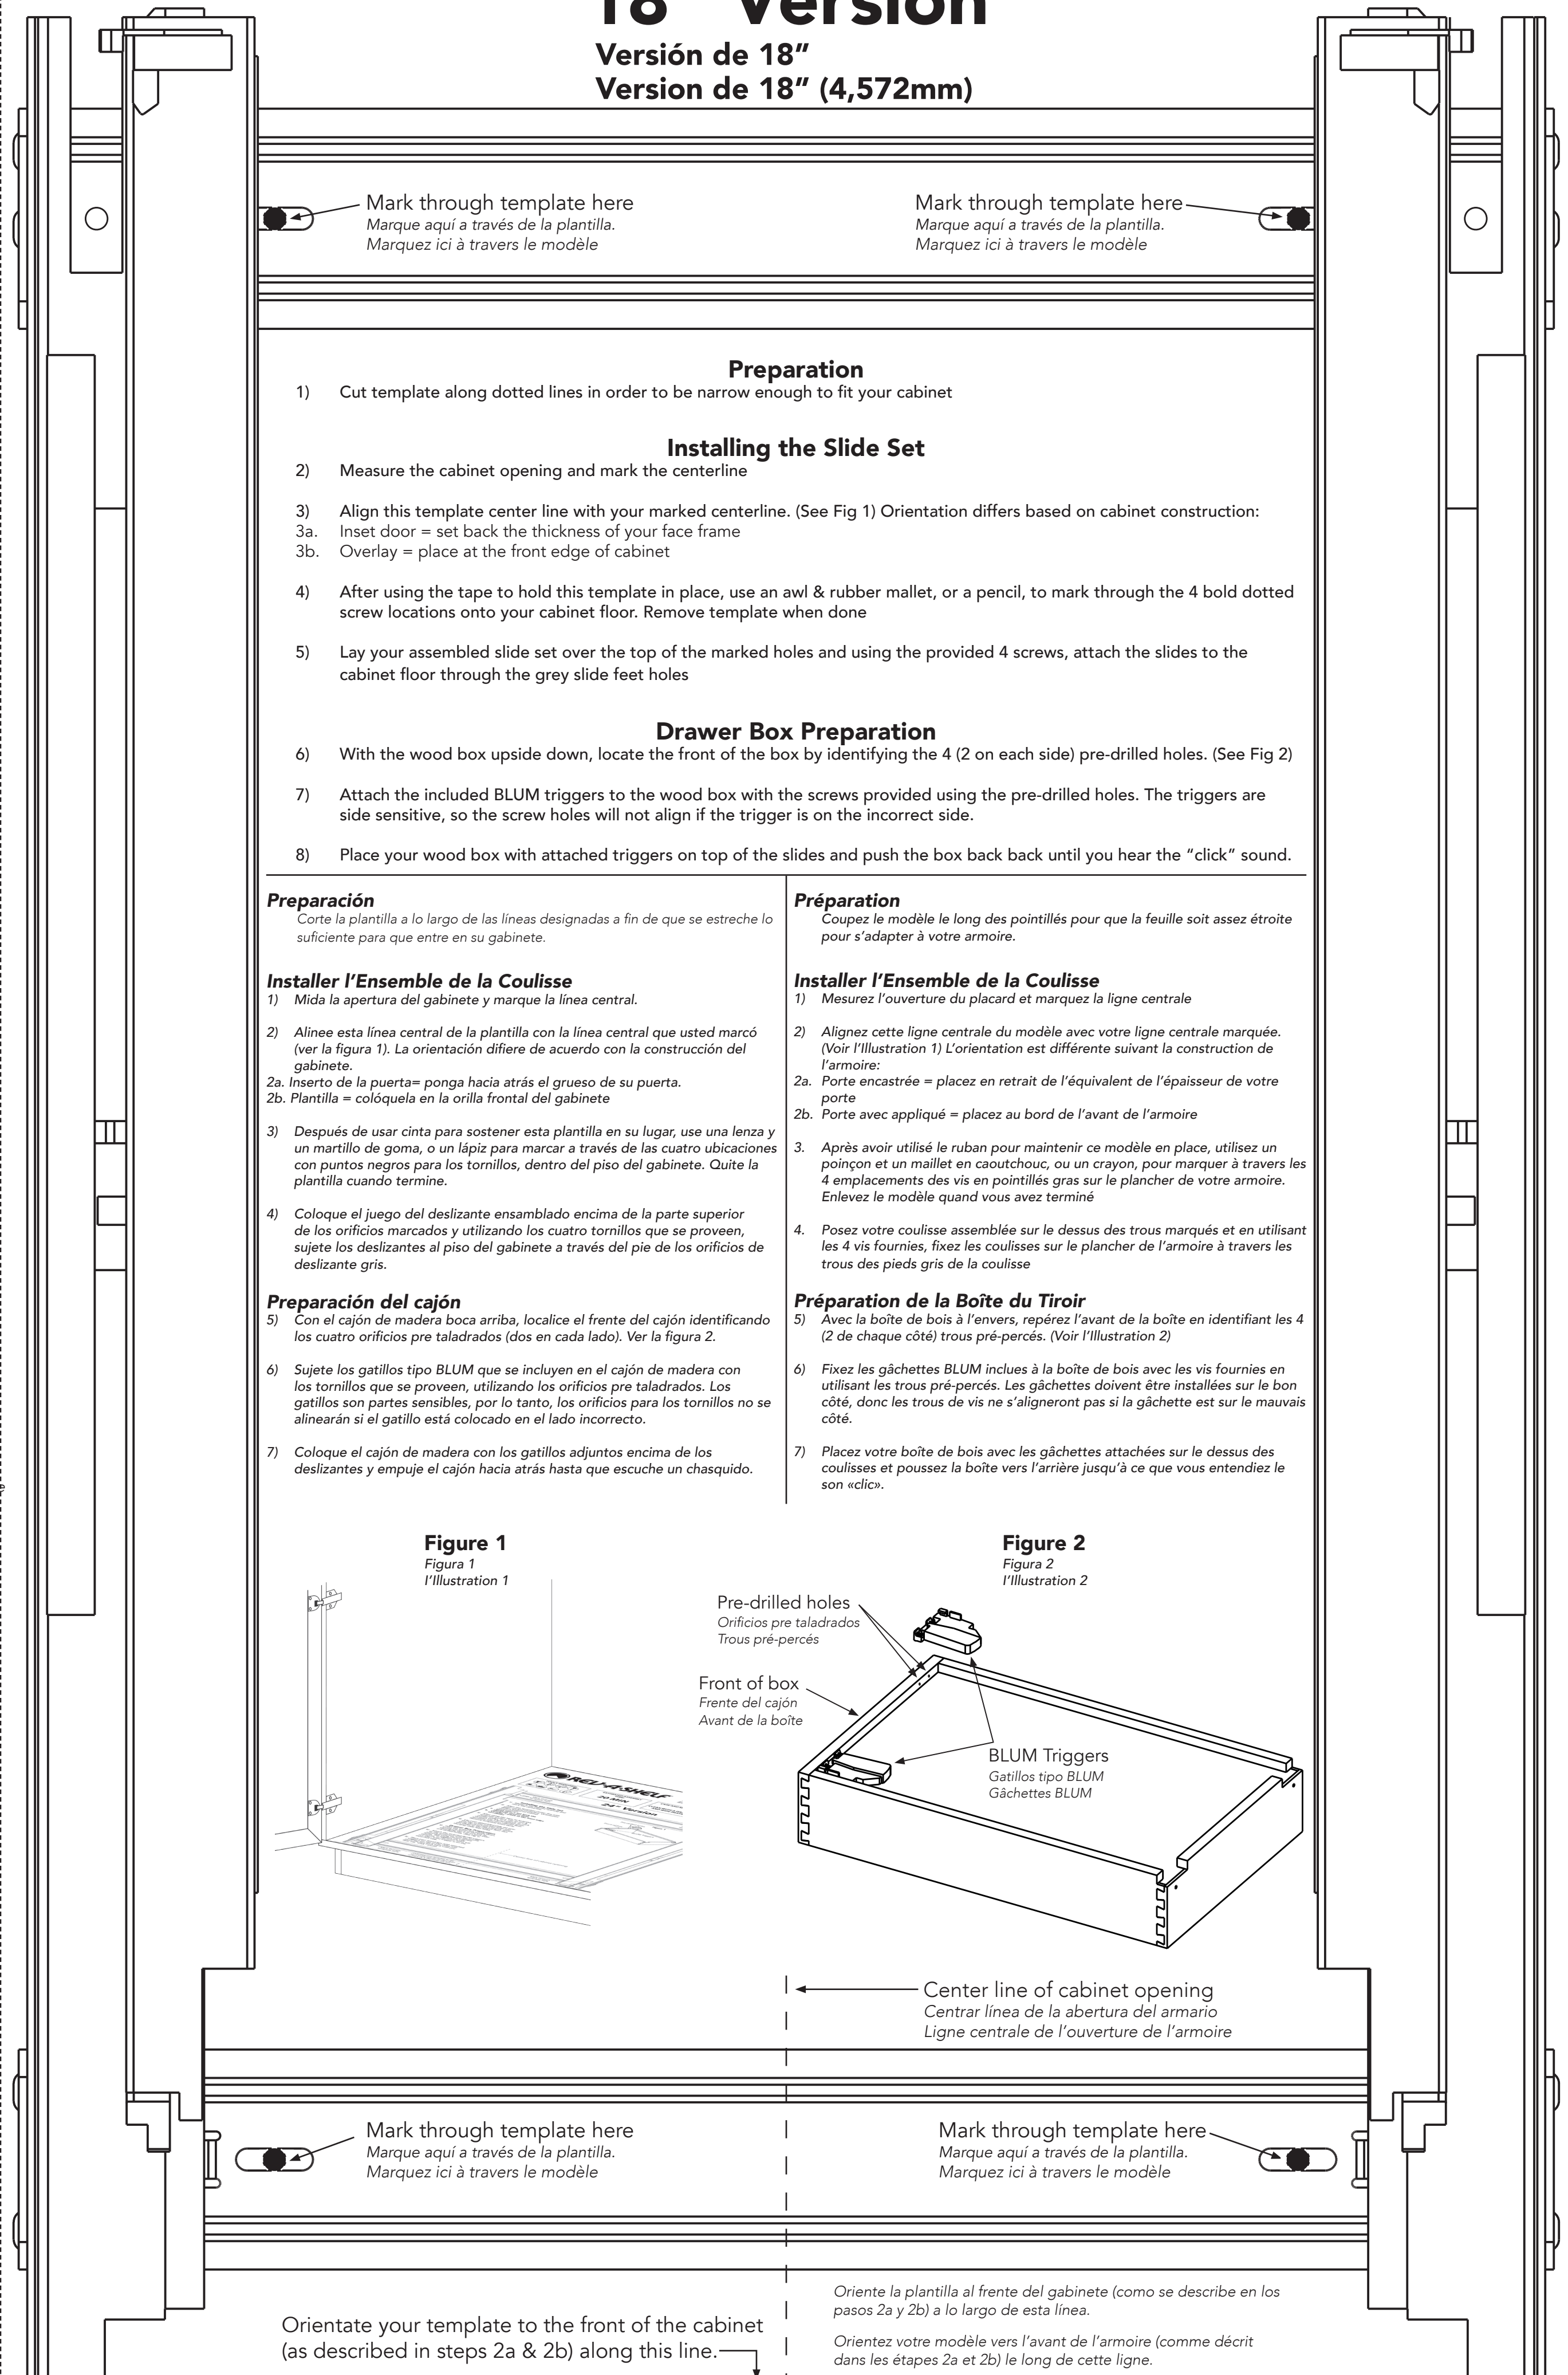 18" Version
Versión de 18”
Version de 18” (4,572mm)
Mark through template here
Marque aquí a través de la plantilla.
Marquez ici à travers le modèle
Mark through template here
Marque aquí a través de la plantilla.
Marquez ici à travers le modèle
Preparation
1) Cut template along dotted lines in order to be narrow enough to fit your cabinet
Installing the Slide Set
2) Measure the cabinet opening and mark the centerline
3) Align this template center line with your marked centerline. (See Fig 1) Orientation differs based on cabinet construction:
3a. Inset door = set back the thickness of your face frame
3b. Overlay = place at the front edge of cabinet
4) After using the tape to hold this template in place, use an awl & rubber mallet, or a pencil, to mark through the 4 bold dotted
screw locations onto your cabinet floor. Remove template when done
5) Lay your assembled slide set over the top of the marked holes and using the provided 4 screws, attach the slides to the
cabinet floor through the grey slide feet holes
Drawer Box Preparation
6) With the wood box upside down, locate the front of the box by identifying the 4 (2 on each side) pre-drilled holes. (See Fig 2)
7) Attach the included BLUM triggers to the wood box with the screws provided using the pre-drilled holes. The triggers are
side sensitive, so the screw holes will not align if the trigger is on the incorrect side.
8) Place your wood box with attached triggers on top of the slides and push the box back back until you hear the “click” sound.
Preparación
Corte la plantilla a lo largo de las líneas designadas a fin de que se estreche lo
suficiente para que entre en su gabinete.
Installer l’Ensemble de la Coulisse
1) Mida la apertura del gabinete y marque la línea central.
2) Alinee esta línea central de la plantilla con la línea central que usted marcó
(ver la figura 1). La orientación difiere de acuerdo con la construcción del
gabinete.
2a. Inserto de la puerta= ponga hacia atrás el grueso de su puerta.
2b. Plantilla = colóquela en la orilla frontal del gabinete
3) Después de usar cinta para sostener esta plantilla en su lugar, use una lenza y
un martillo de goma, o un lápiz para marcar a través de las cuatro ubicaciones
con puntos negros para los tornillos, dentro del piso del gabinete. Quite la
plantilla cuando termine.
4) Coloque el juego del deslizante ensamblado encima de la parte superior
de los orificios marcados y utilizando los cuatro tornillos que se proveen,
sujete los deslizantes al piso del gabinete a través del pie de los orificios de
deslizante gris.
Preparación del cajón
5) Con el cajón de madera boca arriba, localice el frente del cajón identificando
los cuatro orificios pre taladrados (dos en cada lado). Ver la figura 2.
6) Sujete los gatillos tipo BLUM que se incluyen en el cajón de madera con
los tornillos que se proveen, utilizando los orificios pre taladrados. Los
gatillos son partes sensibles, por lo tanto, los orificios para los tornillos no se
alinearán si el gatillo está colocado en el lado incorrecto.
7) Coloque el cajón de madera con los gatillos adjuntos encima de los
deslizantes y empuje el cajón hacia atrás hasta que escuche un chasquido.
Préparation
Coupez le modèle le long des pointillés pour que la feuille soit assez étroite
pour s’adapter à votre armoire.
Installer l’Ensemble de la Coulisse
1) Mesurez l’ouverture du placard et marquez la ligne centrale
2) Alignez cette ligne centrale du modèle avec votre ligne centrale marquée.
(Voir l’Illustration 1) L’orientation est différente suivant la construction de
l’armoire:
2a. Porte encastrée = placez en retrait de l’équivalent de l’épaisseur de votre
porte
2b. Porte avec appliqué = placez au bord de l’avant de l’armoire
3. Après avoir utilisé le ruban pour maintenir ce modèle en place, utilisez un
poinçon et un maillet en caoutchouc, ou un crayon, pour marquer à travers les
4 emplacements des vis en pointillés gras sur le plancher de votre armoire.
Enlevez le modèle quand vous avez terminé
4. Posez votre coulisse assemblée sur le dessus des trous marqués et en utilisant
les 4 vis fournies, fixez les coulisses sur le plancher de l’armoire à travers les
trous des pieds gris de la coulisse
Préparation de la Boîte du Tiroir
5) Avec la boîte de bois à l’envers, repérez l’avant de la boîte en identifiant les 4
(2 de chaque côté) trous pré-percés. (Voir l’Illustration 2)
6) Fixez les gâchettes BLUM inclues à la boîte de bois avec les vis fournies en
utilisant les trous pré-percés. Les gâchettes doivent être installées sur le bon
côté, donc les trous de vis ne s’aligneront pas si la gâchette est sur le mauvais
côté.
7) Placez votre boîte de bois avec les gâchettes attachées sur le dessus des
coulisses et poussez la boîte vers l’arrière jusqu’à ce que vous entendiez le
son «clic».
Figure 1
Figura 1
l’Illustration 1
REV-A-SHELF
20 MIN
24" Version
Figure 2
Figura 2
l’Illustration 2
Pre-drilled holes
Orificios pre taladrados
Trous pré-percés
Front of box
Frente del cajón
Avant de la boîte
BLUM Triggers
Gatillos tipo BLUM
Gâchettes BLUM
Center line of cabinet opening
Centrar línea de la abertura del armario
Ligne centrale de l’ouverture de l’armoire
Mark through template here
Marque aquí a través de la plantilla.
Marquez ici à travers le modèle
Mark through template here
Marque aquí a través de la plantilla.
Marquez ici à travers le modèle
Orientate your template to the front of the cabinet
(as described in steps 2a & 2b) along this line.
Oriente la plantilla al frente del gabinete (como se describe en los
pasos 2a y 2b) a lo largo de esta línea.
Orientez votre modèle vers l’avant de l’armoire (comme décrit
dans les étapes 2a et 2b) le long de cette ligne.